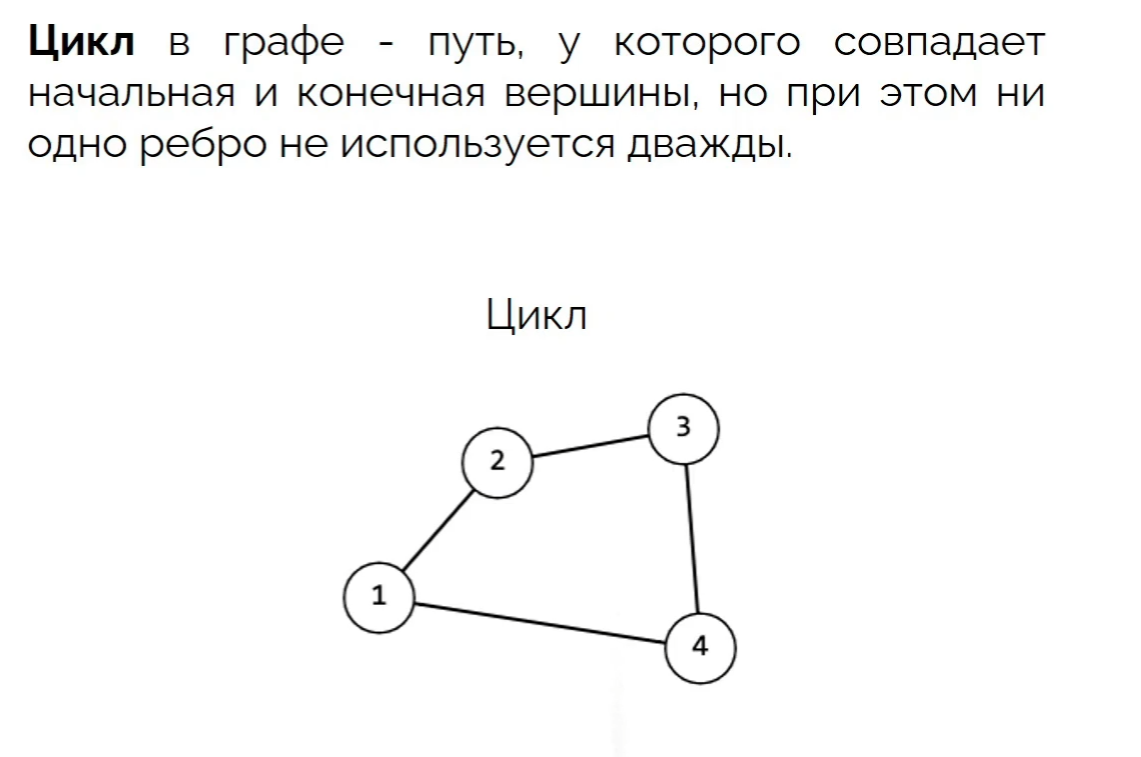 Цикл в графе - путь, у которого совпадает
начальная и конечная вершины, но при этом ни
одно ребро не используется дважды.
Цикл
3
2
1
4